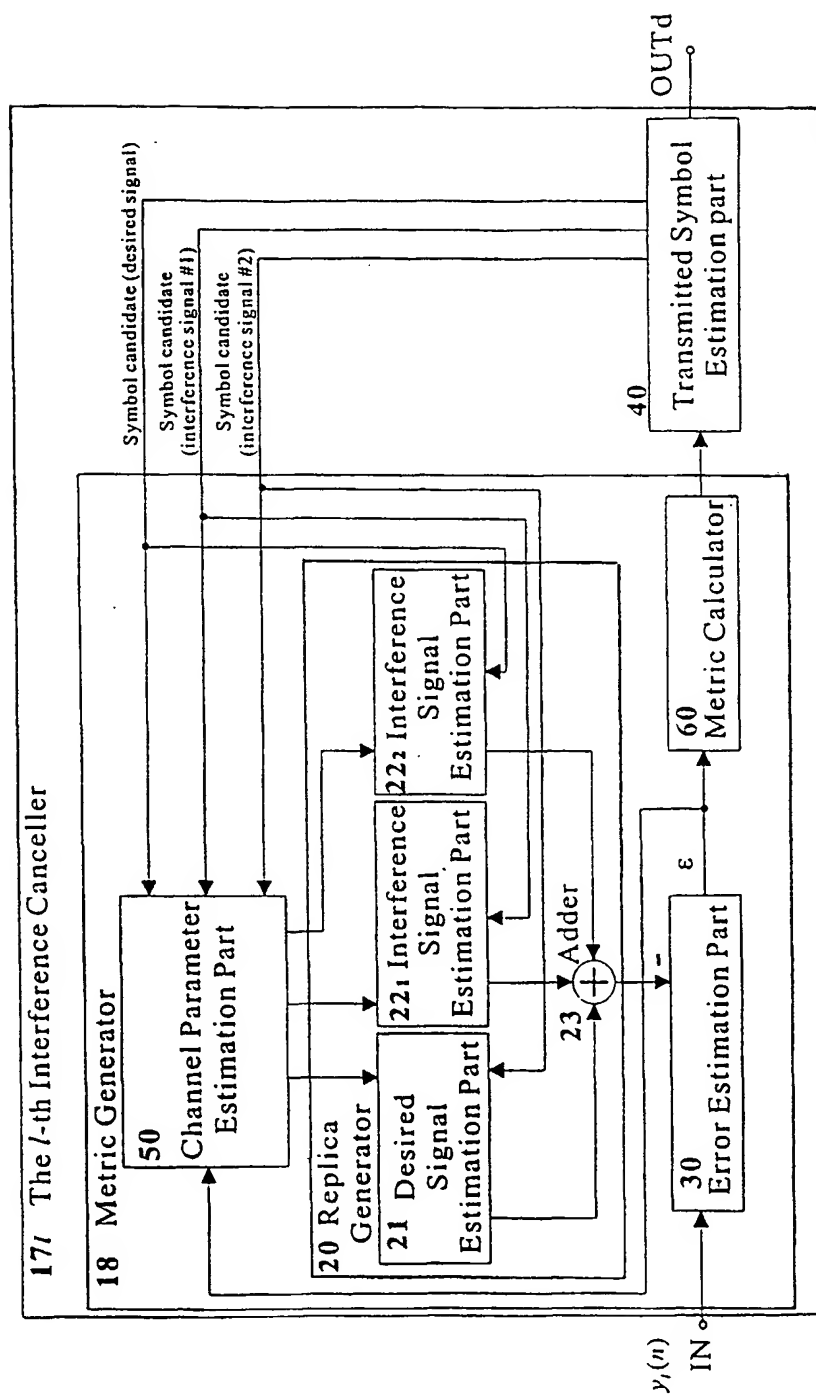 17l The l-th Interference Canceller
18 Metric Generator
50
Channel Parameter
Estimation Part
Symbol candidate (desired signal)
Symbol candidate
(interference signal #1)
Symbol candidate
(interference signal #2)
20 Replica
Generator
21 Desired
Signal
Estimation Part
221 Interference
Signal
Estimation Part
222 Interference
Signal
Estimation Part
23
+
Adder
-
30
Error Estimation Part
ε
60
Metric Calculator
40
Transmitted Symbol
Estimation part
yl(n)
IN
OUTd